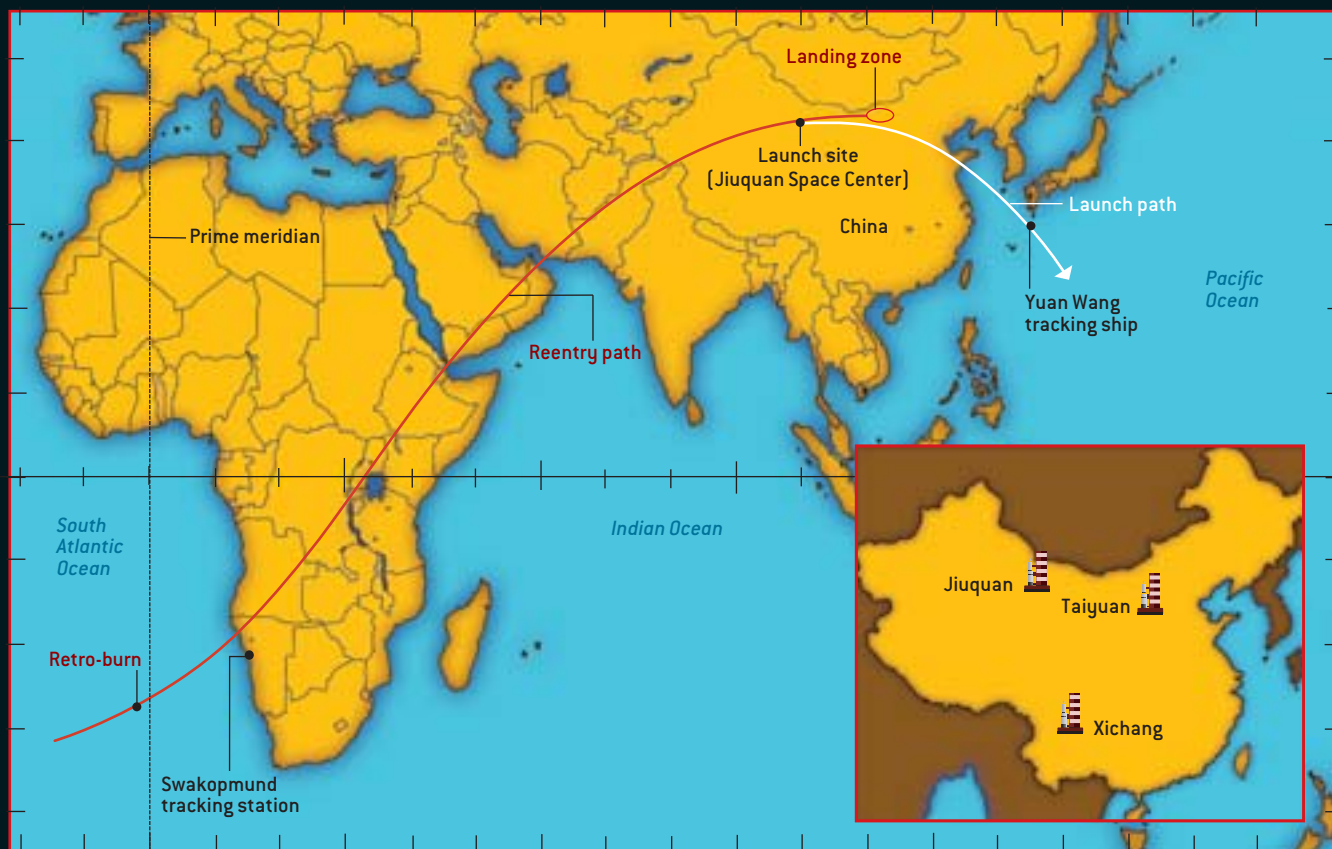 Landing zone
Launch site
(Jiuquan Space Center)
Launch path
China
Prime meridian
Pacific
Ocean
Yuan Wang
tracking ship
Reentry path
South
Atlantic
Ocean
Indian Ocean
Jiuquan
Taiyuan
Retro-burn
Xichang
Swakopmund
tracking station